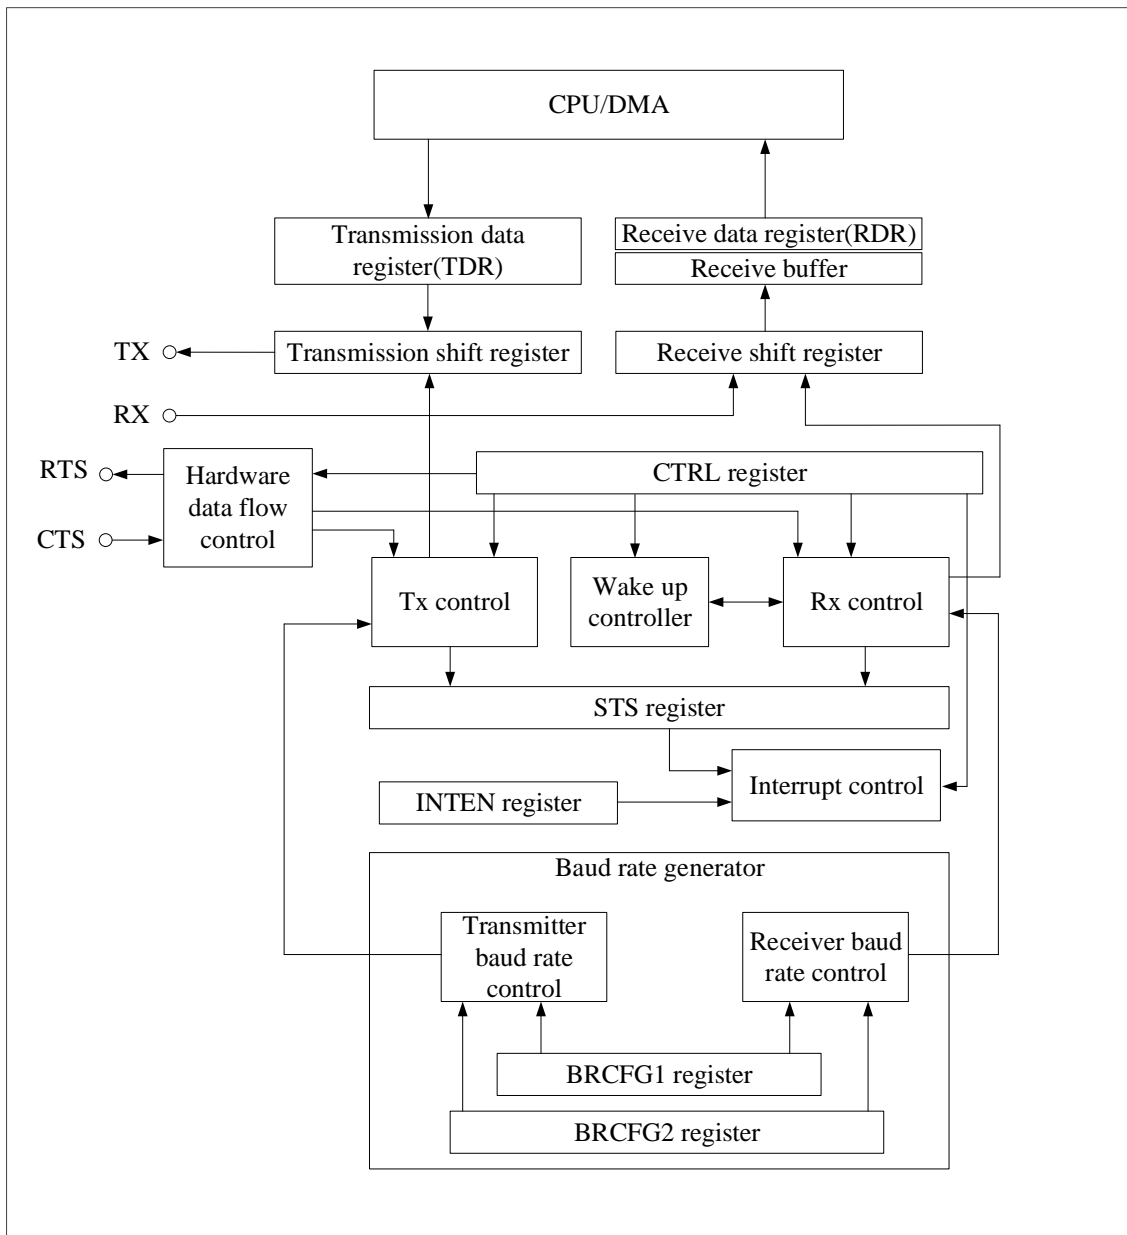 CPU/DMA
Transmission data
register(TDR)
Receive data register(RDR)
Receive buffer
TX
Transmission shift register
Receive shift register
RX
RTS
Hardware
data flow
control
CTRL register
CTS
Tx control
Wake up
controller
Rx control
STS register
Interrupt control
INTEN register
Baud rate generator
Transmitter
baud rate
control
Receiver baud
rate control
BRCFG1 register
BRCFG2 register